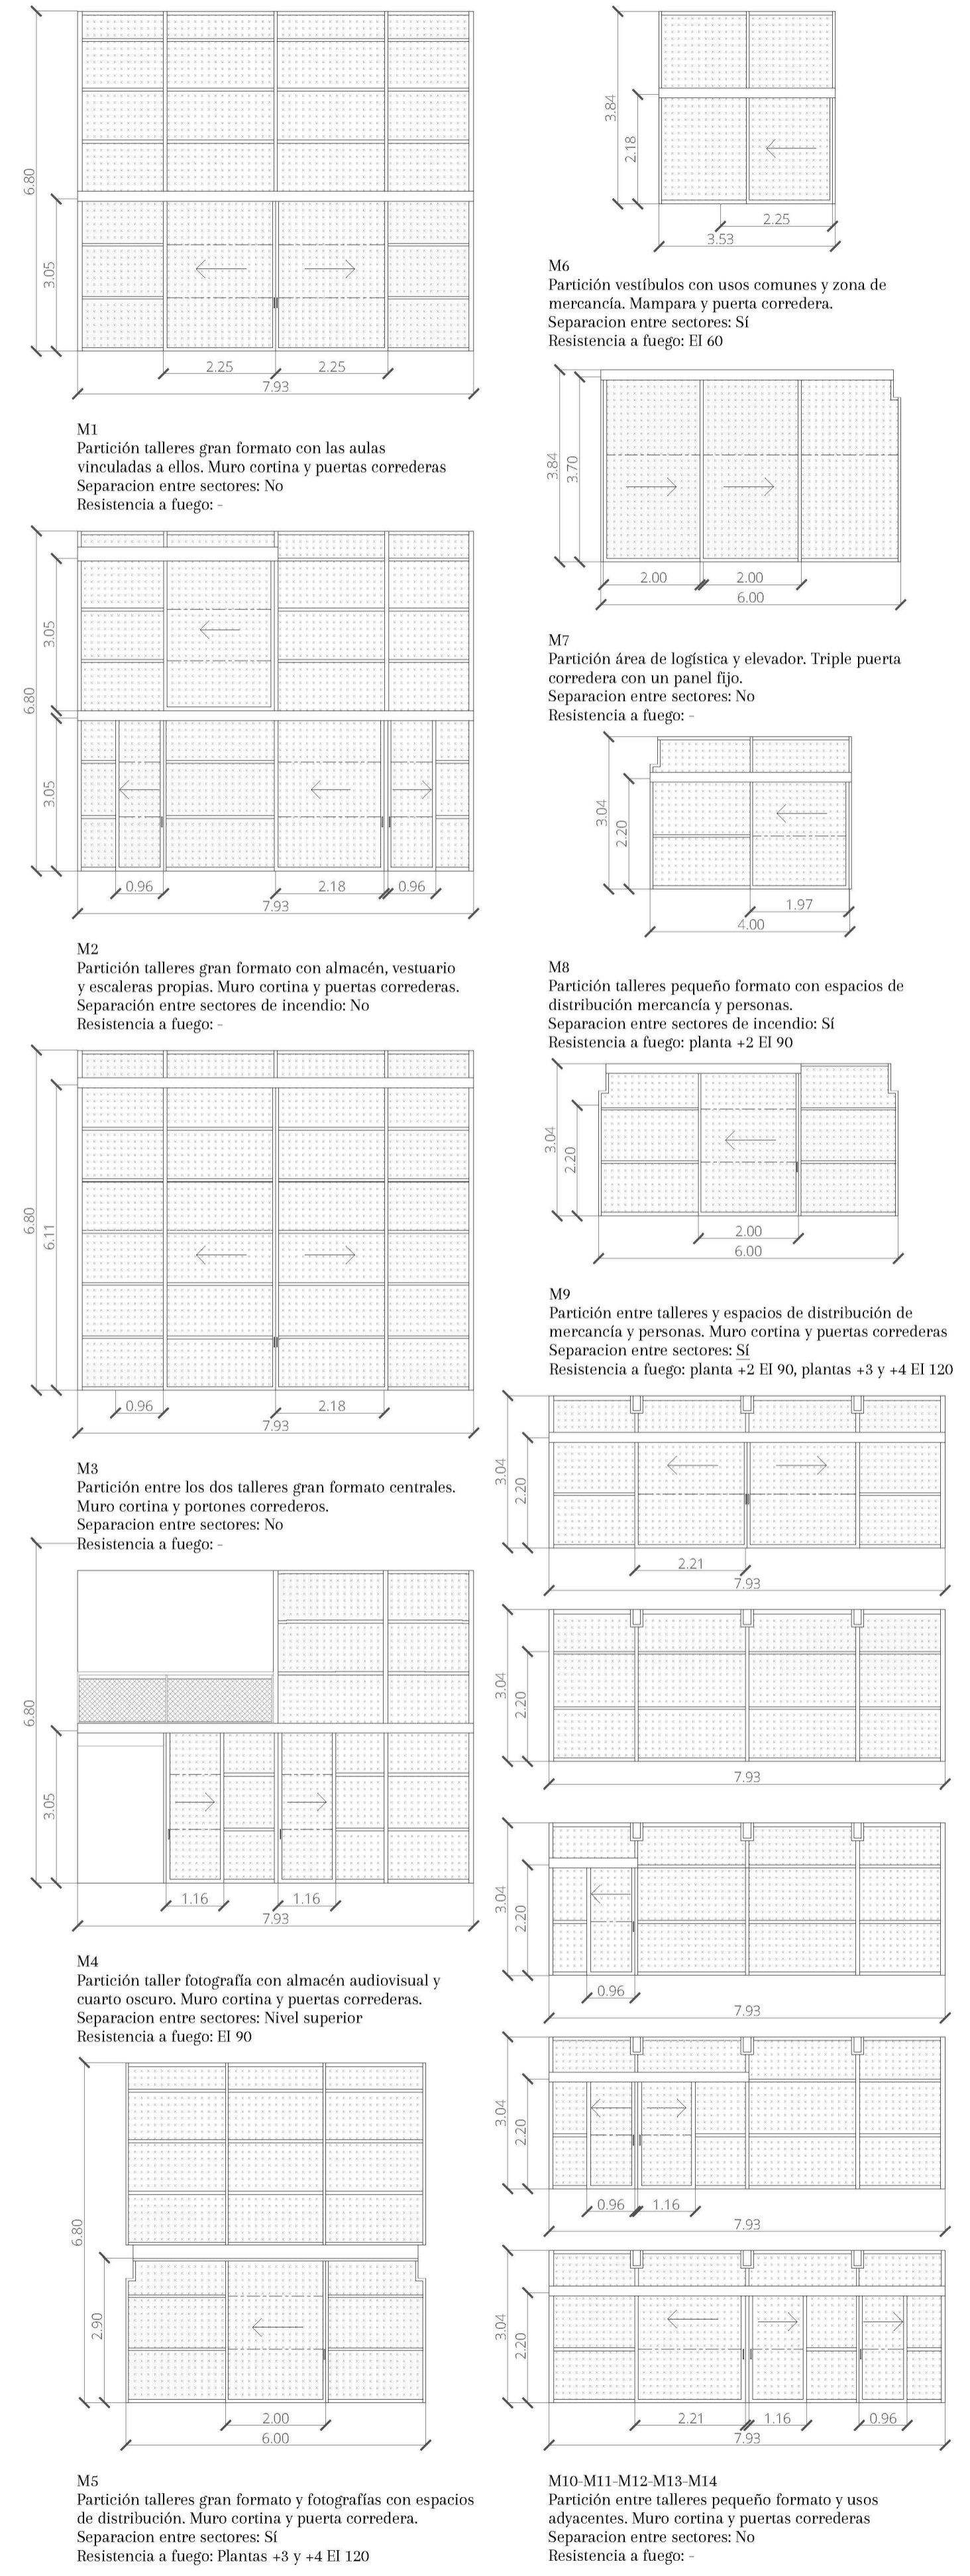 6.80
3.05
2.25
2.25
7.93
M1
Partición talleres gran formato con las aulas
vinculadas a ellos. Muro cortina y puertas correderas
Separacion entre sectores: No
Resistencia a fuego: -
6.80
3.05
3.05
0.96
2.18
0.96
7.93
M2
Partición talleres gran formato con almacén, vestuario
y escaleras propias. Muro cortina y puertas correderas.
Separación entre sectores de incendio: No
Resistencia a fuego: -
6.80
6.11
0.96
2.18
7.93
M3
Partición entre los dos talleres gran formato centrales.
Muro cortina y portones correderos.
Separacion entre sectores: No
Resistencia a fuego: -
6.80
3.05
1.16
1.16
7.93
M4
Partición taller fotografía con almacén audiovisual y
cuarto oscuro. Muro cortina y puertas correderas.
Separacion entre sectores: Nivel superior
Resistencia a fuego: EI 90
6.80
2.90
2.00
6.00
M5
Partición talleres gran formato y fotografías con espacios
de distribución. Muro cortina y puerta corredera.
Separacion entre sectores: Sí
Resistencia a fuego: Plantas +3 y +4 EI 120
3.84
2.18
2.25
3.53
M6
Partición vestíbulos con usos comunes y zona de
mercancía. Mampara y puerta corredera.
Separacion entre sectores: Sí
Resistencia a fuego: EI 60
3.84
3.70
2.00
2.00
6.00
M7
Partición área de logística y elevador. Triple puerta
corredera con un panel fijo.
Separacion entre sectores: No
Resistencia a fuego: -
3.04
2.20
1.97
4.00
M8
Partición talleres pequeño formato con espacios de
distribución mercancía y personas.
Separacion entre sectores de incendio: Sí
Resistencia a fuego: planta +2 EI 90
3.04
2.20
2.00
6.00
M9
Partición entre talleres y espacios de distribución de
mercancía y personas. Muro cortina y puertas correderas
Separacion entre sectores: Sí
Resistencia a fuego: planta +2 EI 90, plantas +3 y +4 EI 120
3.04
2.20
2.21
7.93
3.04
2.20
7.93
3.04
2.20
0.96
7.93
3.04
2.20
0.96
1.16
7.93
3.04
2.20
2.21
1.16
0.96
7.93
M10-M11-M12-M13-M14
Partición entre talleres pequeño formato y usos
adyacentes. Muro cortina y puertas correderas
Separacion entre sectores: No
Resistencia a fuego: -